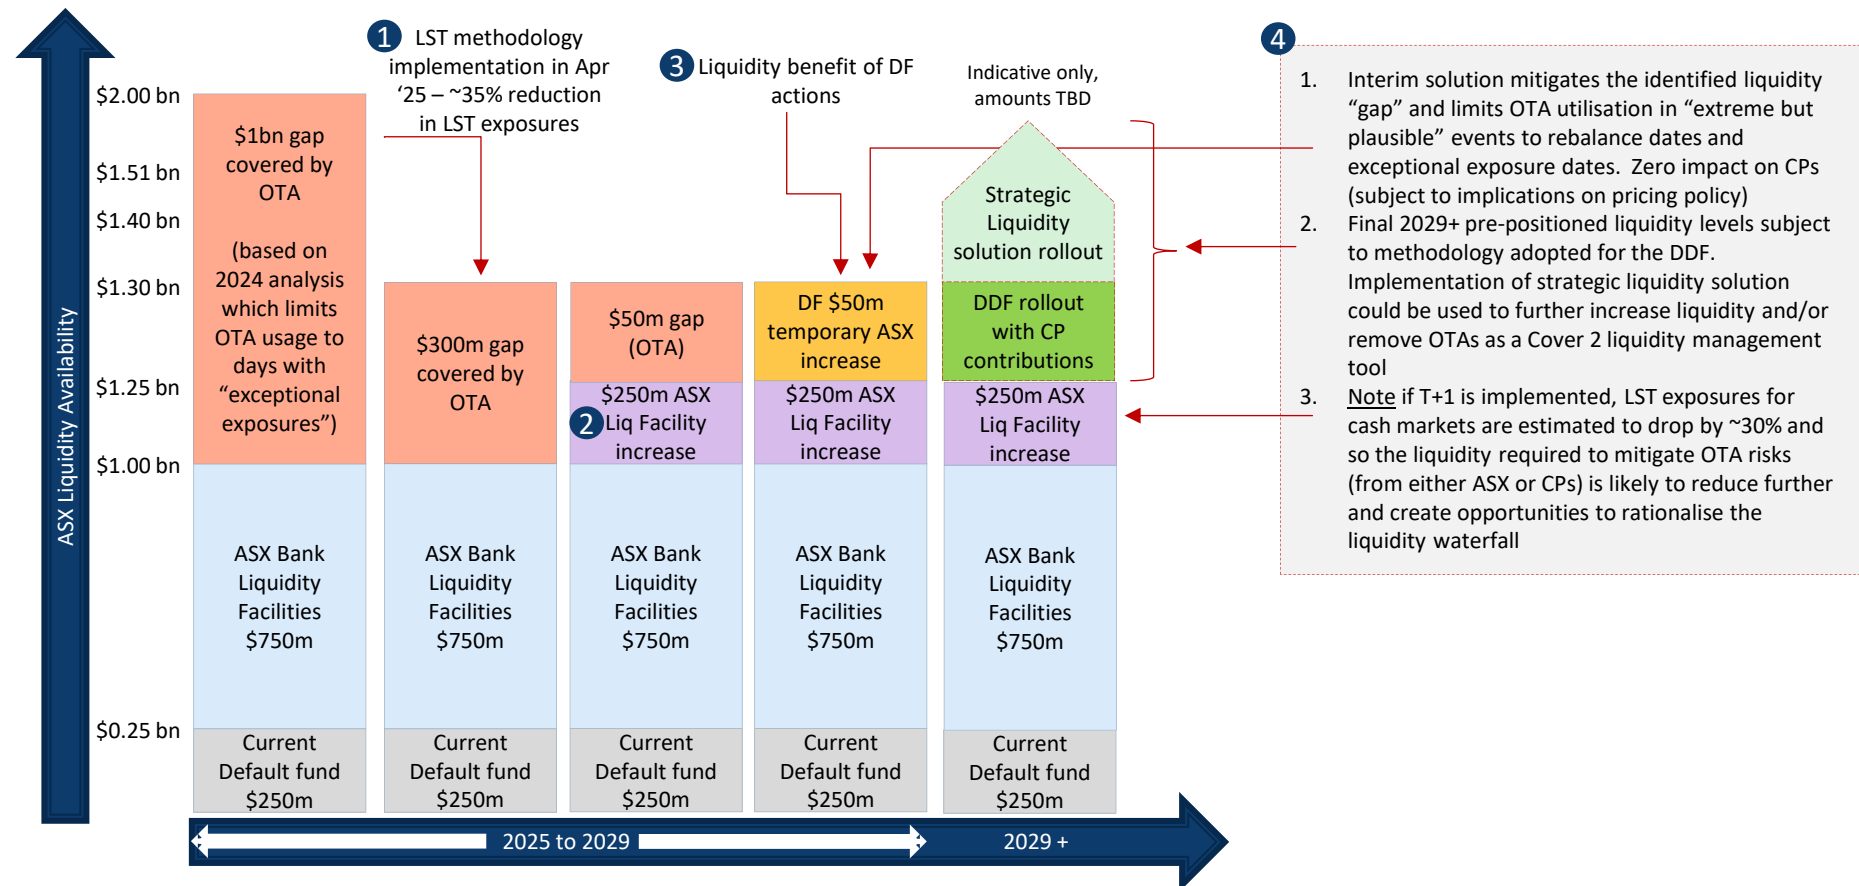 ASX Liquidity Availability
$2.00 bn
$1.51 bn
$1.40 bn
$1.30 bn
$1.25 bn
$1.00 bn
$0.25 bn
1
LST methodology
implementation in Apr
‘25 – ~35% reduction
in LST exposures
3
Liquidity benefit of DF
actions
Indicative only,
amounts TBD
$1bn gap
covered by
OTA
(based on
2024 analysis
which limits
OTA usage to
days with
“exceptional
exposures”)
Current
Default fund
$250m
ASX Bank
Liquidity
Facilities
$750m
$300m gap
covered by
OTA
ASX Bank
Liquidity
Facilities
$750m
Current
Default fund
$250m
$50m gap
(OTA)
2
$250m ASX
Liq Facility
increase
ASX Bank
Liquidity
Facilities
$750m
Current
Default fund
$250m
DF $50m
temporary ASX
increase
$250m ASX
Liq Facility
increase
ASX Bank
Liquidity
Facilities
$750m
Current
Default fund
$250m
Strategic
Liquidity
solution rollout
DDF rollout
with CP
contributions
$250m ASX
Liq Facility
increase
ASX Bank
Liquidity
Facilities
$750m
Current
Default fund
$250m
2025 to 2029
2029 +
4
1. Interim solution mitigates the identified liquidity
“gap” and limits OTA utilisation in “extreme but
plausible” events to rebalance dates and
exceptional exposure dates. Zero impact on CPs
(subject to implications on pricing policy)
2. Final 2029+ pre-positioned liquidity levels subject
to methodology adopted for the DDF.
Implementation of strategic liquidity solution
could be used to further increase liquidity and/or
remove OTAs as a Cover 2 liquidity management
tool
3. Note if T+1 is implemented, LST exposures for
cash markets are estimated to drop by ~30% and
so the liquidity required to mitigate OTA risks
(from either ASX or CPs) is likely to reduce further
and create opportunities to rationalise the
liquidity waterfall